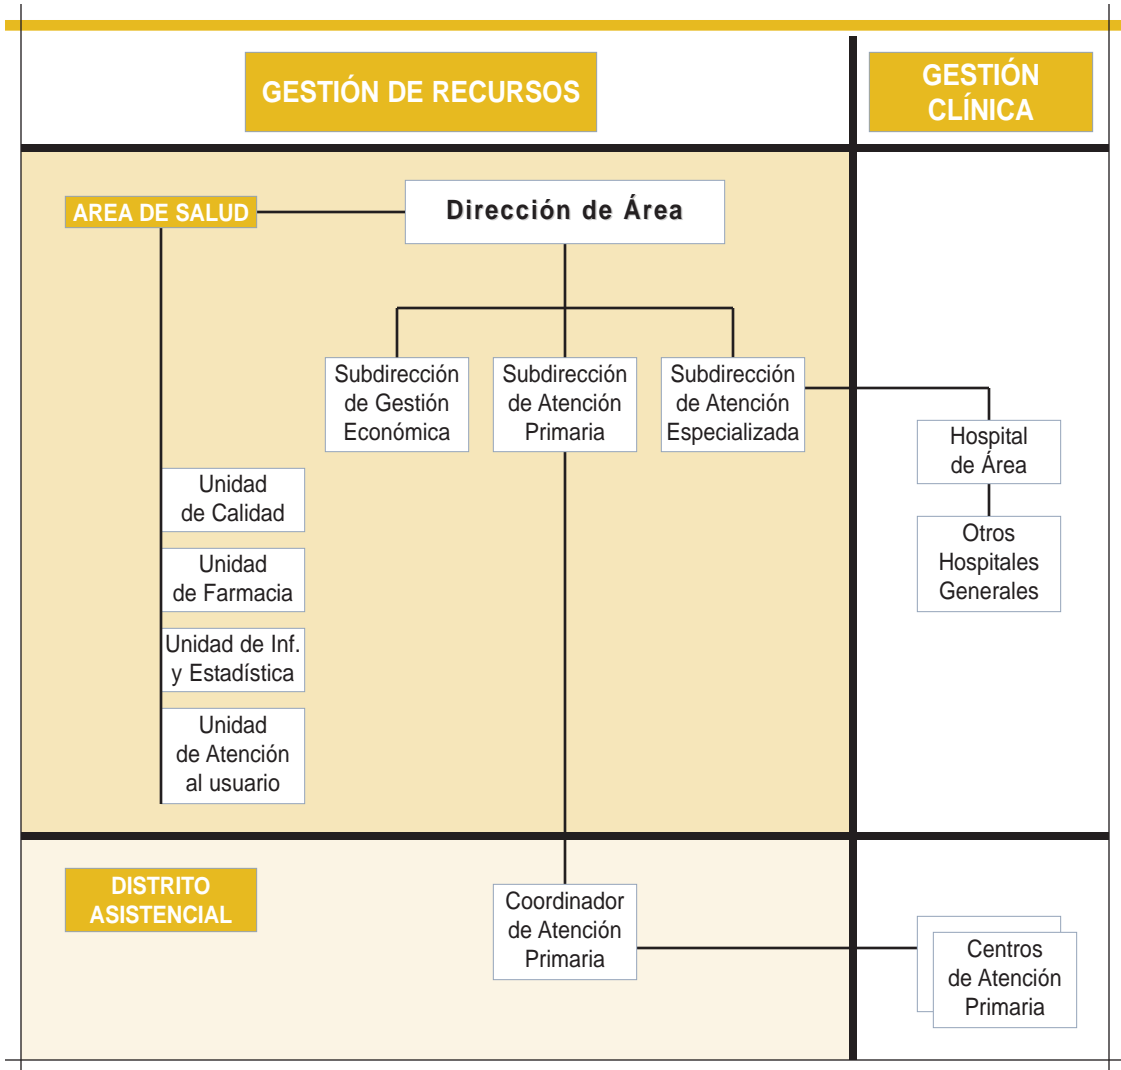 GESTIÓN DE RECURSOS
GESTIÓN
CLÍNICA
AREA DE SALUD
Dirección de Área
Subdirección
de Gestión
Económica
Subdirección
de Atención
Primaria
Subdirección
de Atención
Especializada
Hospital
de Área
Otros
Hospitales
Generales
Unidad
de Calidad
Unidad
de Farmacia
Unidad de Inf.
y Estadística
Unidad
de Atención
al usuario
DISTRITO
ASISTENCIAL
Coordinador
de Atención
Primaria
Centros
de Atención
Primaria